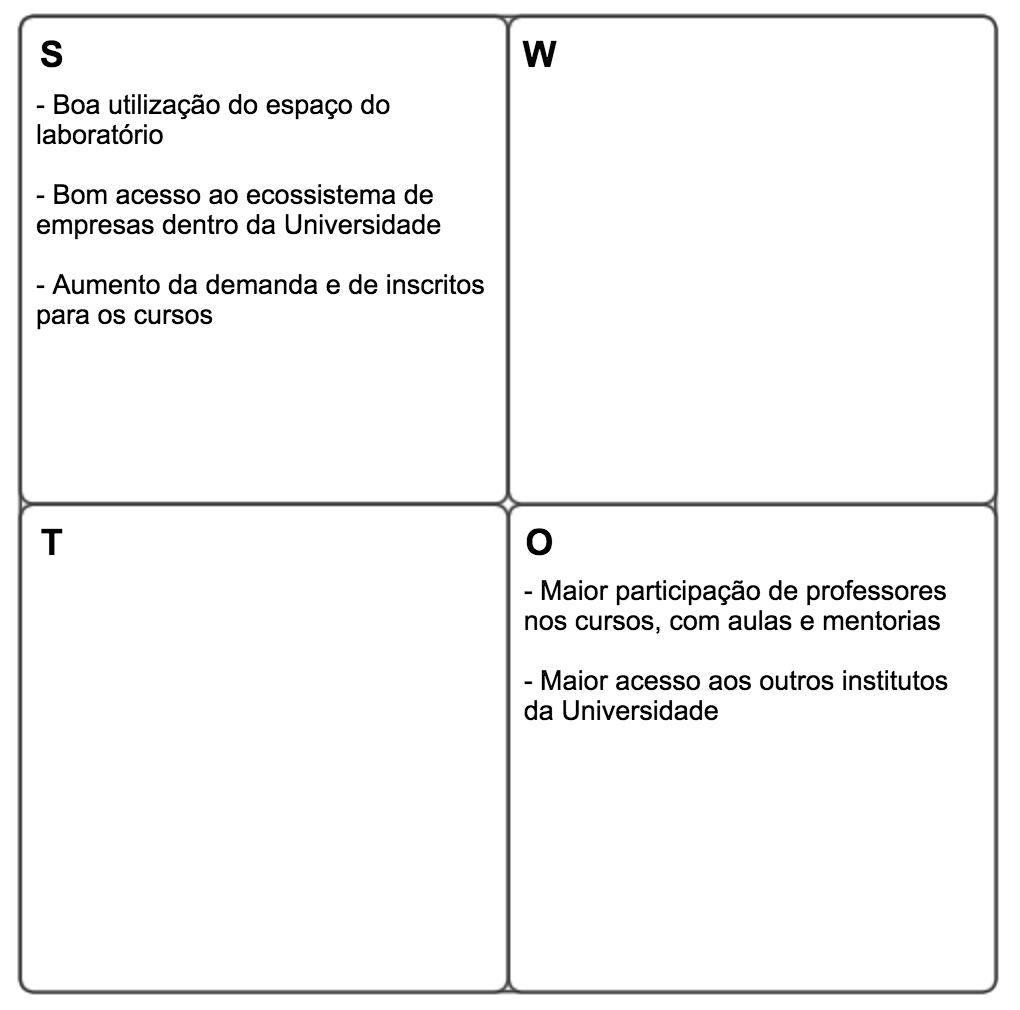 S
- Boa utilização do espaço do
laboratório
- Bom acesso ao ecossistema de
empresas dentro da Universidade
- Aumento da demanda e de inscritos
para os cursos
W
T
O
- Maior participação de professores
nos cursos, com aulas e mentorias
- Maior acesso aos outros institutos
da Universidade